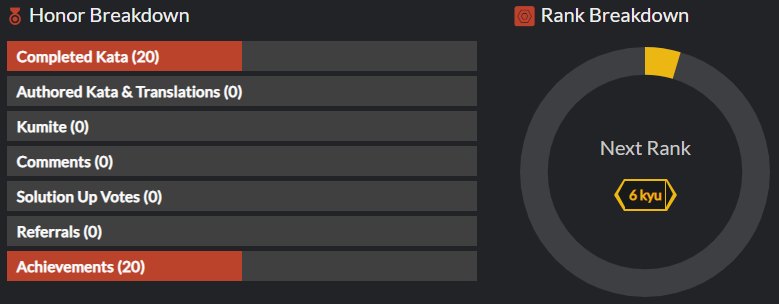 Honor Breakdown
Completed Kata (20)
Authored Kata & Translations (0)
Kumite (0)
Comments (0)
Solution Up Votes (0)
Referrals (0)
Achievements (20)
Rank Breakdown
Next Rank
6 kyu